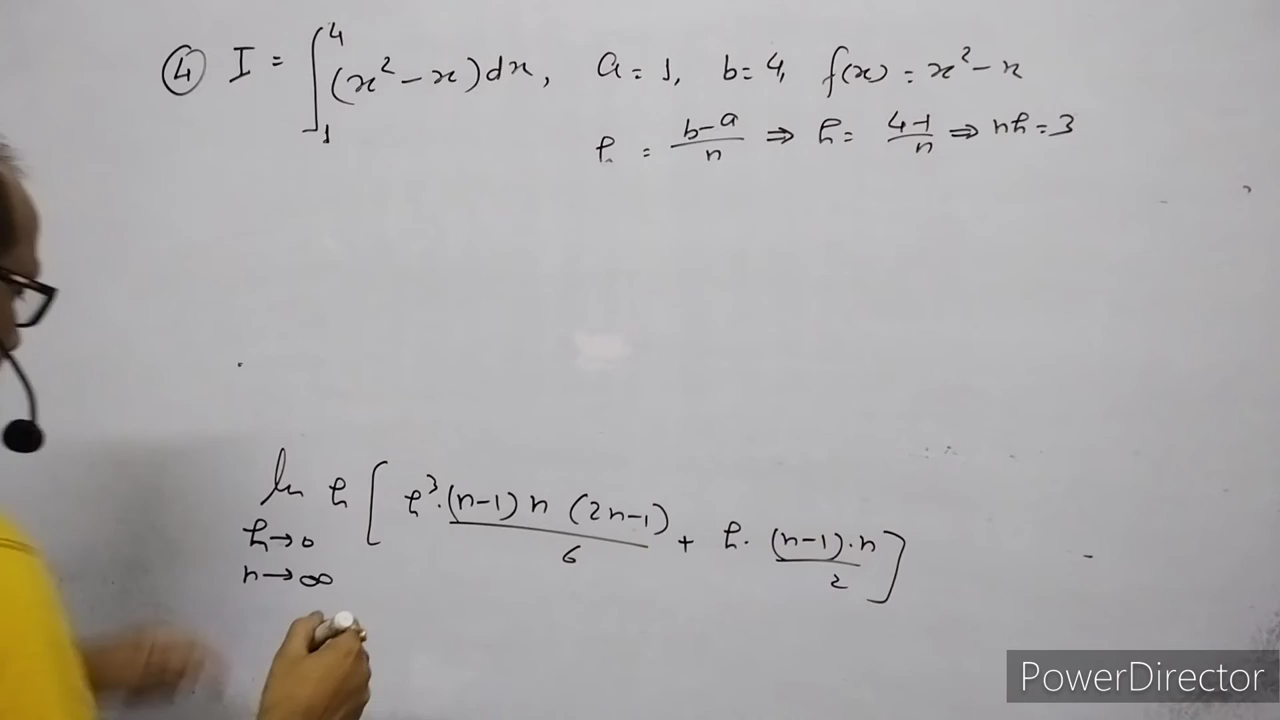 ④ I = ∫₁⁴ (x² − x) dx, a = 1, b = 4, f(x) = x² − x
h = (b−a)/n ⇒ h = (4−1)/n ⇒ nh = 3
lim h→0 n→∞ h [ h³ · (n−1) n (2n−1)/6 + h · (n−1)·n/2 ]
PowerDirector